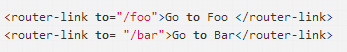 <router-link to="/foo">Go to Foo </router-link>
<router-link to= "/bar">Go to Bar</router-link>